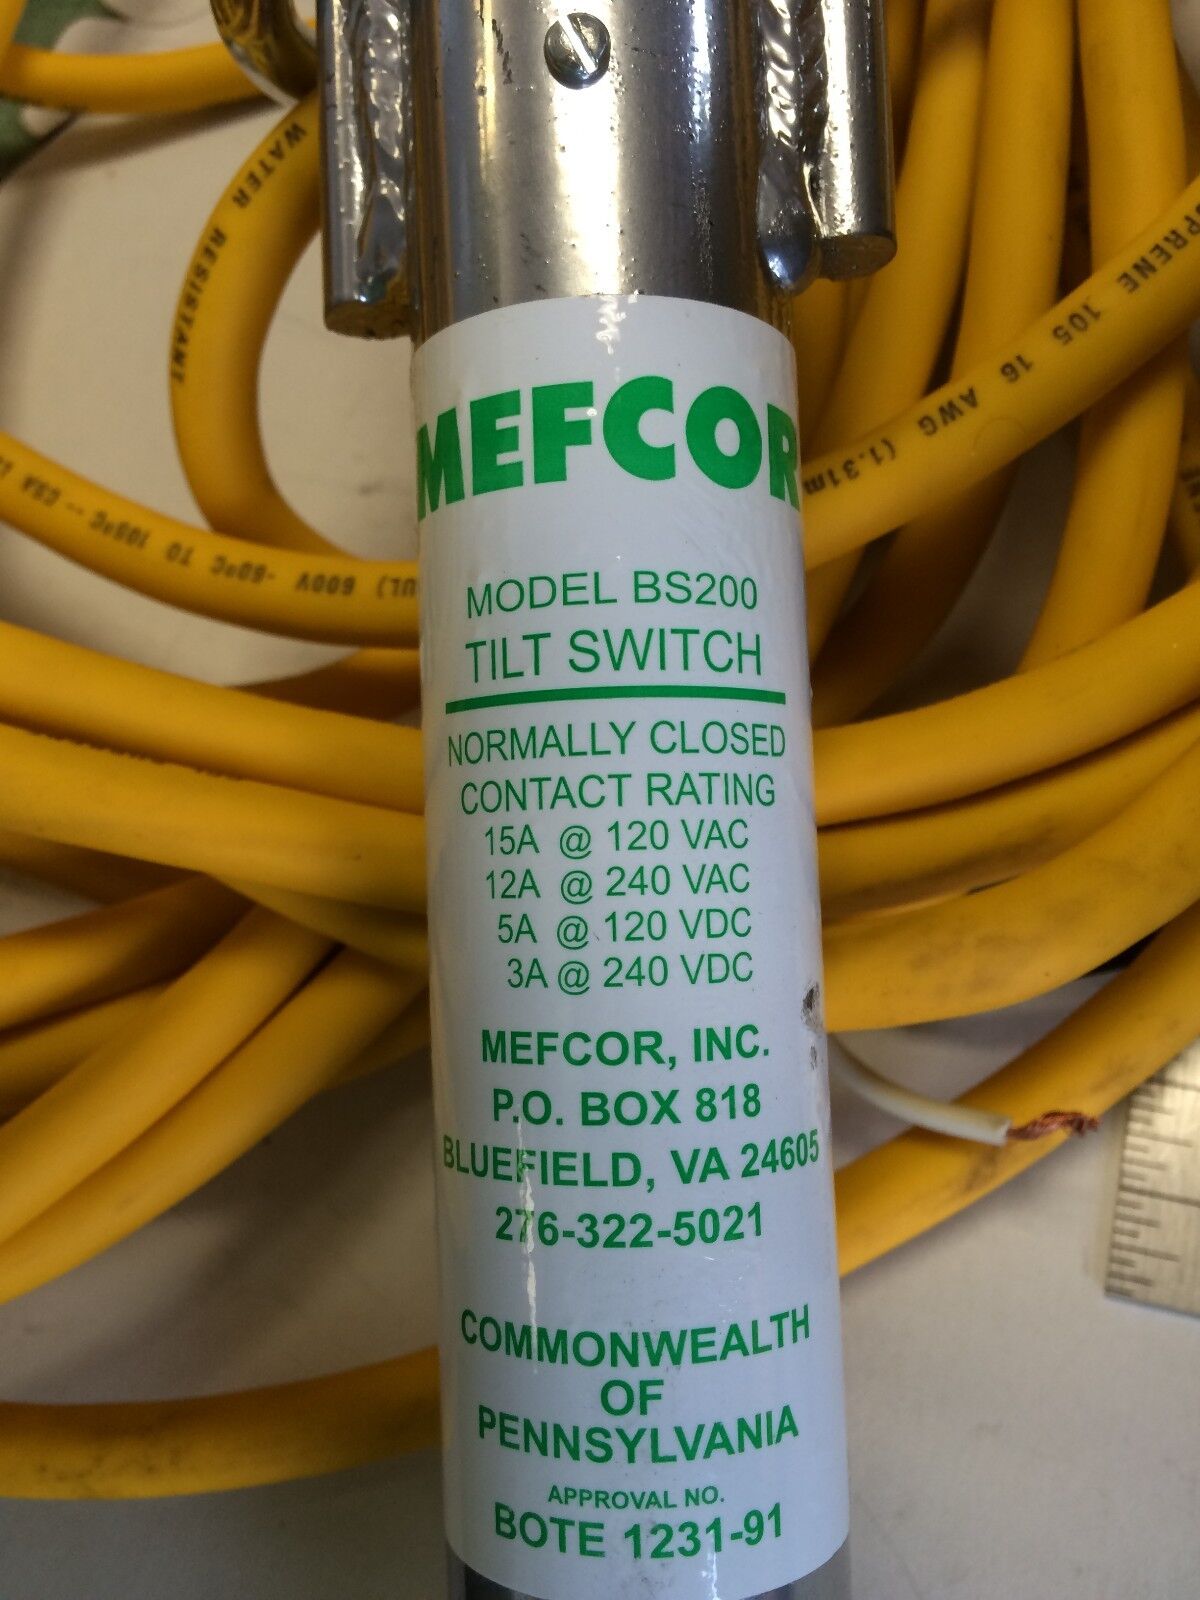 WATER RESISTANT
PRENE 105 16 AWG (1.31m
UL) 600V -60ºC TO 105ºC -- CSA
MEFCOR
MODEL BS200
TILT SWITCH
NORMALLY CLOSED
CONTACT RATING
15A @ 120 VAC
12A @ 240 VAC
5A @ 120 VDC
3A @ 240 VDC
MEFCOR, INC.
P.O. BOX 818
BLUEFIELD, VA 24605
276-322-5021
COMMONWEALTH
OF
PENNSYLVANIA
APPROVAL NO.
BOTE 1231-91